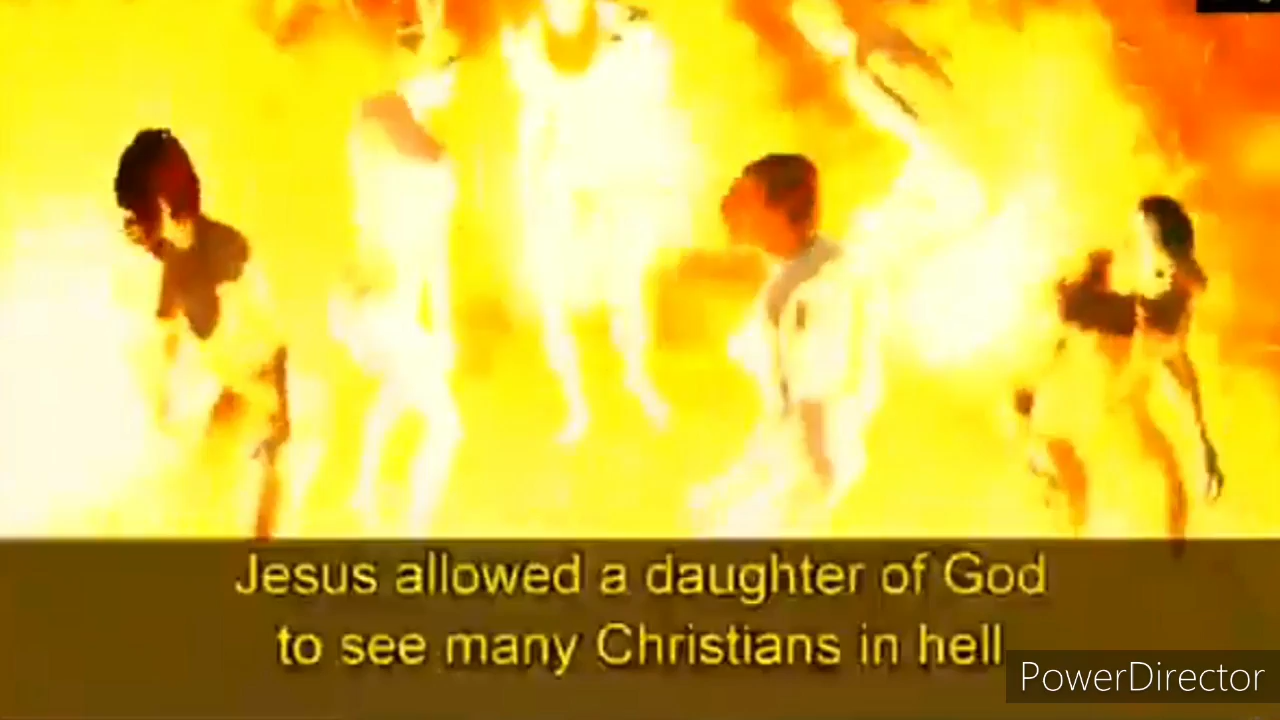 Jesus allowed a daughter of God
to see many Christians in hell
PowerDirector